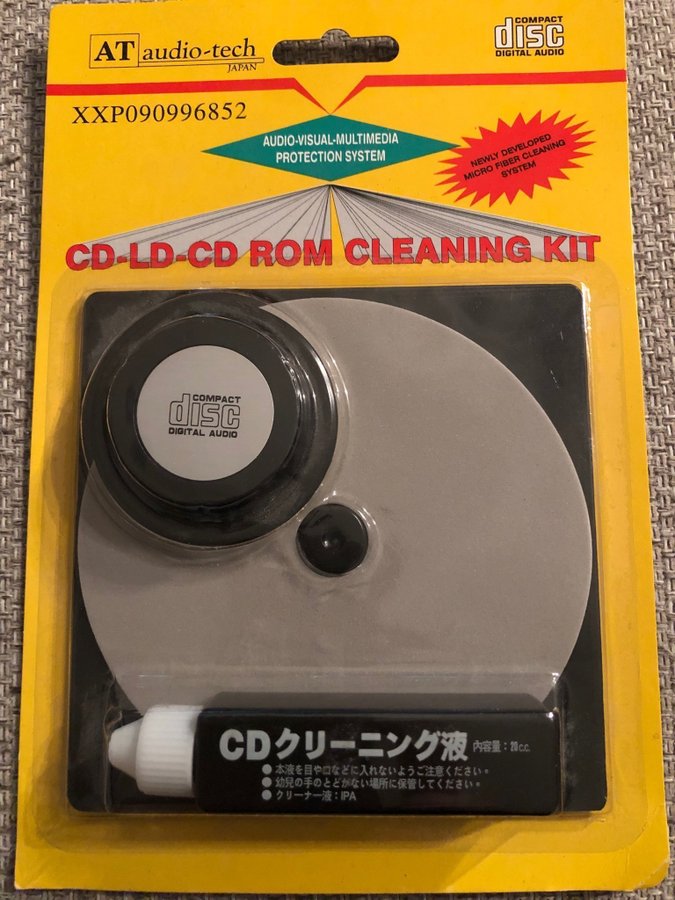 AT audio-tech
JAPAN
COMPACT
disc
DIGITAL AUDIO
XXP090996852
AUDIO-VISUAL-MULTIMEDIA
PROTECTION SYSTEM
NEWLY DEVELOPED
MICRO FIBER CLEANING
SYSTEM
CD-LD-CD ROM CLEANING KIT
COMPACT
disc
DIGITAL AUDIO
CDクリーニング液 内容量：20c.c.
●本液を目や口などに入れないようご注意ください。
●幼児の手のとどがない場所に保管してください。
●クリーナー液：IPA